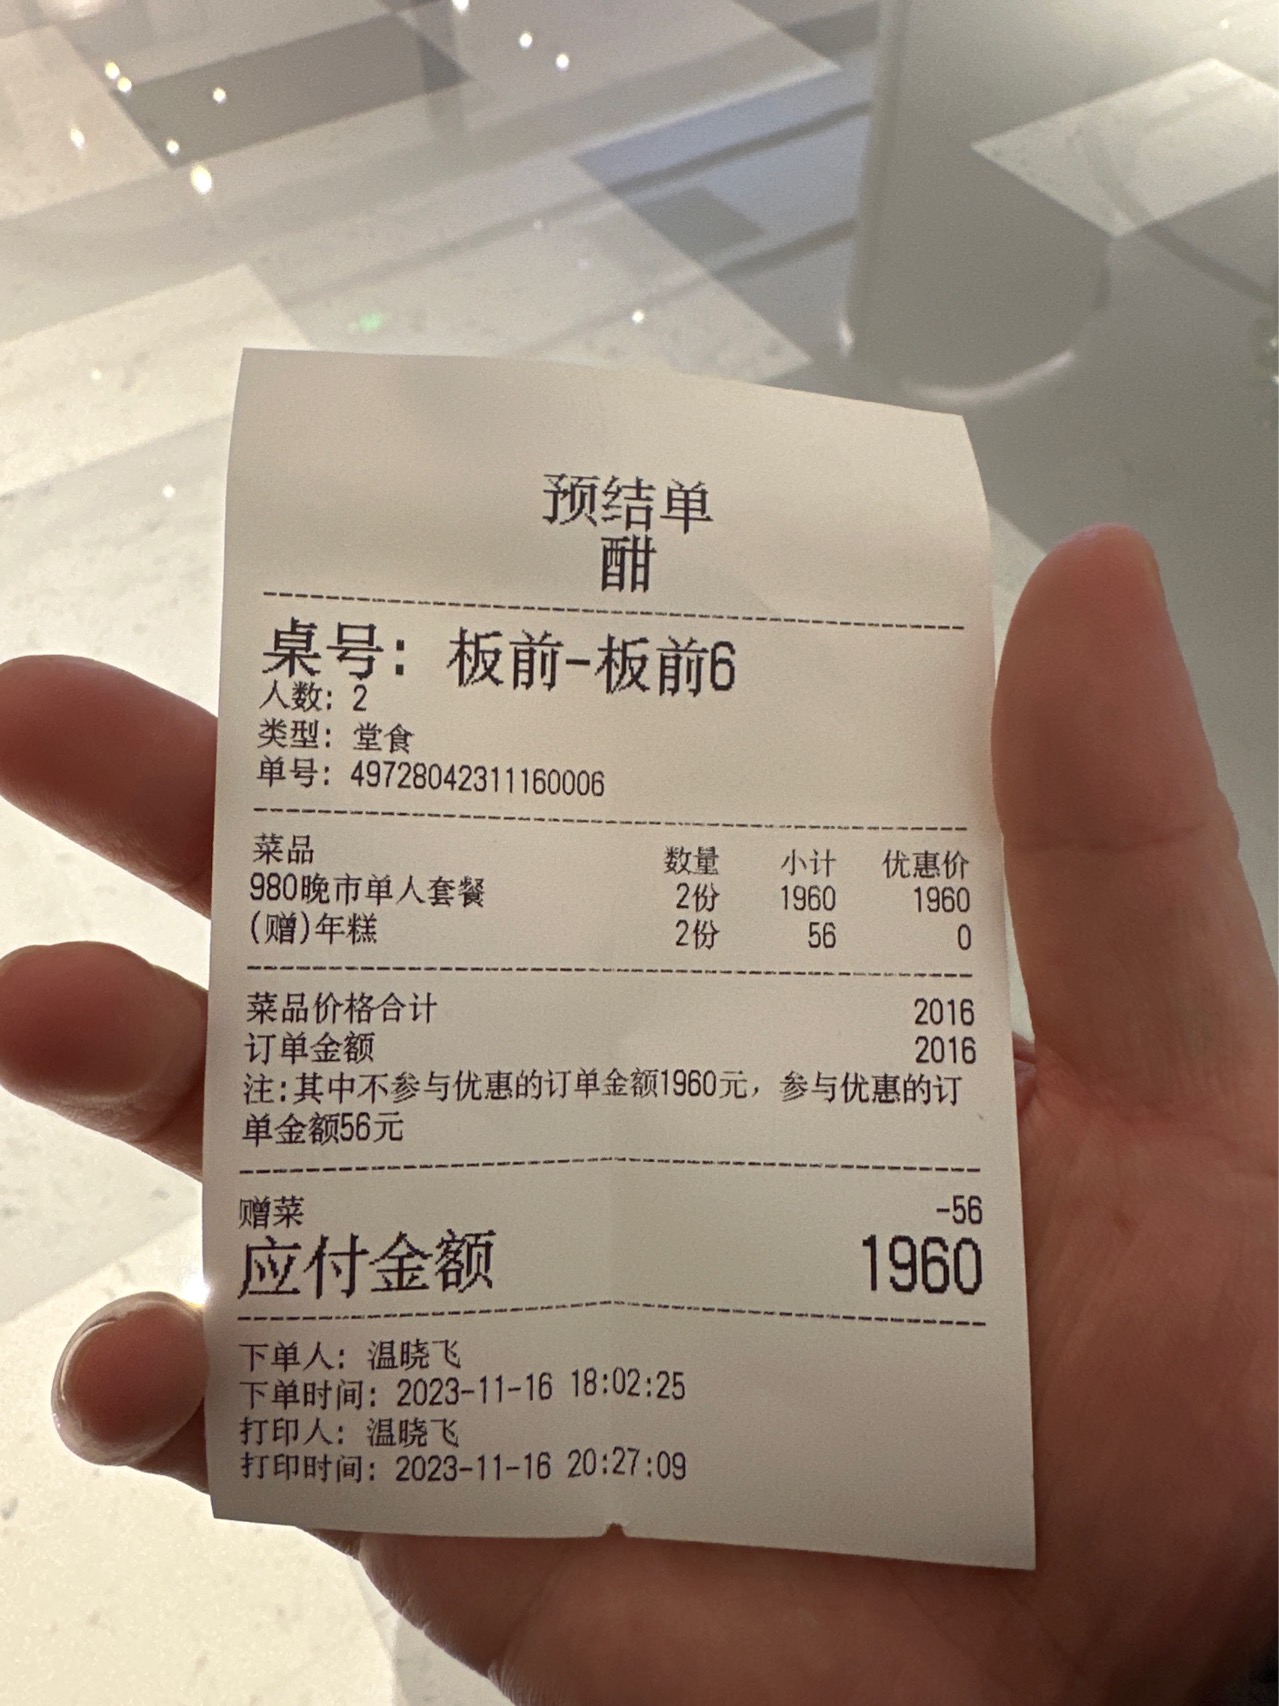 预结单
酣
桌号：板前-板前6
人数：2
类型：堂食
单号：49728042311160006
菜品 数量 小计 优惠价
980晚市单人套餐 2份 1960 1960
(赠)年糕 2份 56 0
菜品价格合计 2016
订单金额 2016
注:其中不参与优惠的订单金额1960元，参与优惠的订
单金额56元
赠菜 -56
应付金额 1960
下单人：温晓飞
下单时间：2023-11-16 18:02:25
打印人：温晓飞
打印时间：2023-11-16 20:27:09